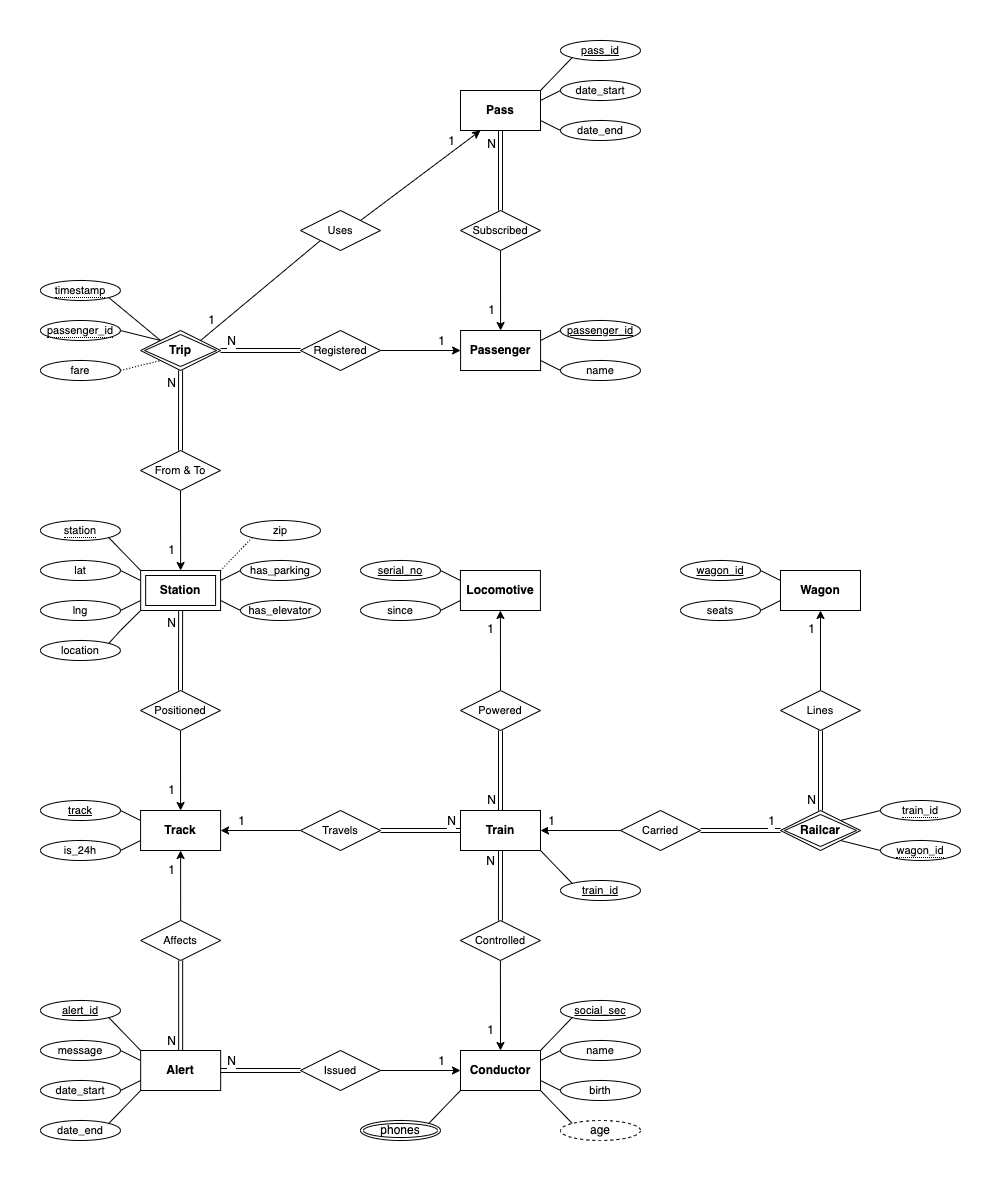 pass_id
Pass
date_start
date_end
1
N
Uses
Subscribed
timestamp
1
1
passenger_id
N
1
passenger_id
Trip
Registered
Passenger
fare
name
N
From & To
station
zip
1
lat
has_parking
serial_no
wagon_id
Station
Locomotive
Wagon
lng
has_elevator
since
seats
N
1
1
location
Positioned
Powered
Lines
1
N
N
track
train_id
1
N
1
1
Track
Travels
Train
Carried
Railcar
is_24h
wagon_id
1
N
train_id
Affects
Controlled
alert_id
social_sec
N
1
message
name
N
1
Alert
Issued
Conductor
date_start
birth
date_end
phones
age